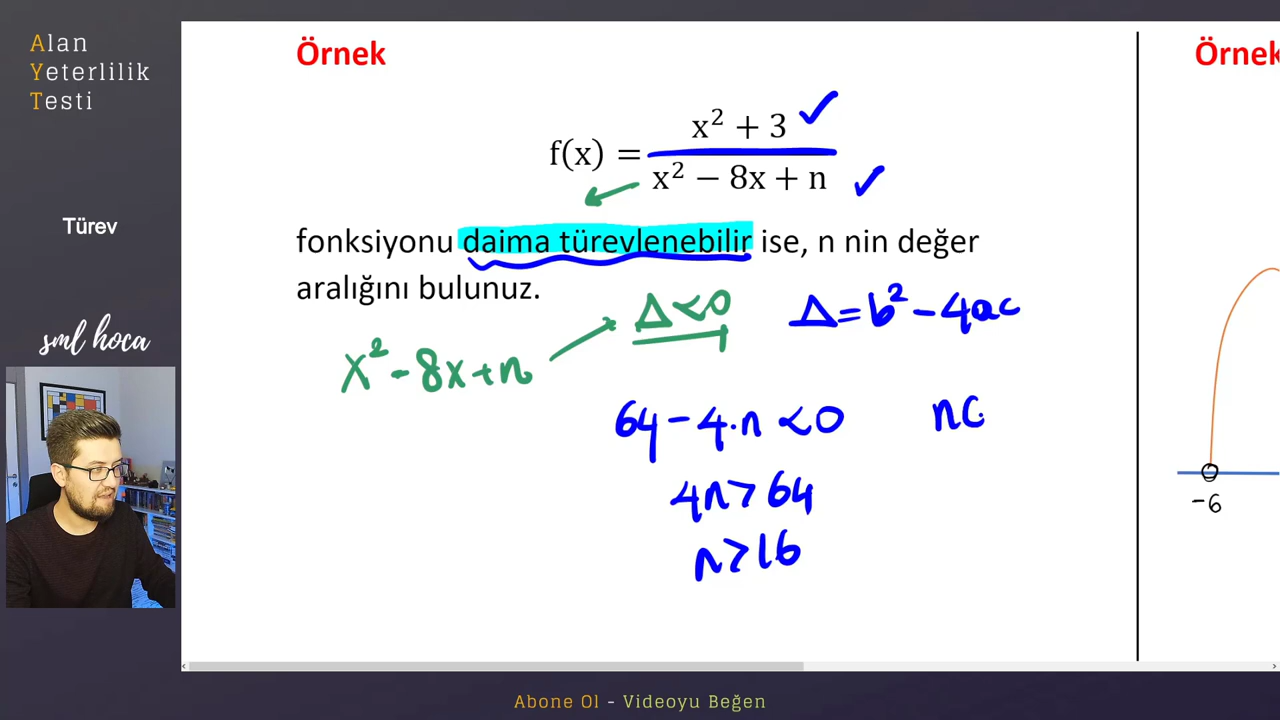 Alan
Yeterlilik
Testi
Türev
sml hoca
Örnek
f(x) = x² + 3 / x² − 8x + n
fonksiyonu daima türevlenebilir ise, n nin değer
aralığını bulunuz.
Δ<0
Δ=b²-4ac
x²-8x+n
64-4·n<0
n
4n>64
n>16
Örnek
-6
Abone Ol - Videoyu Beğen